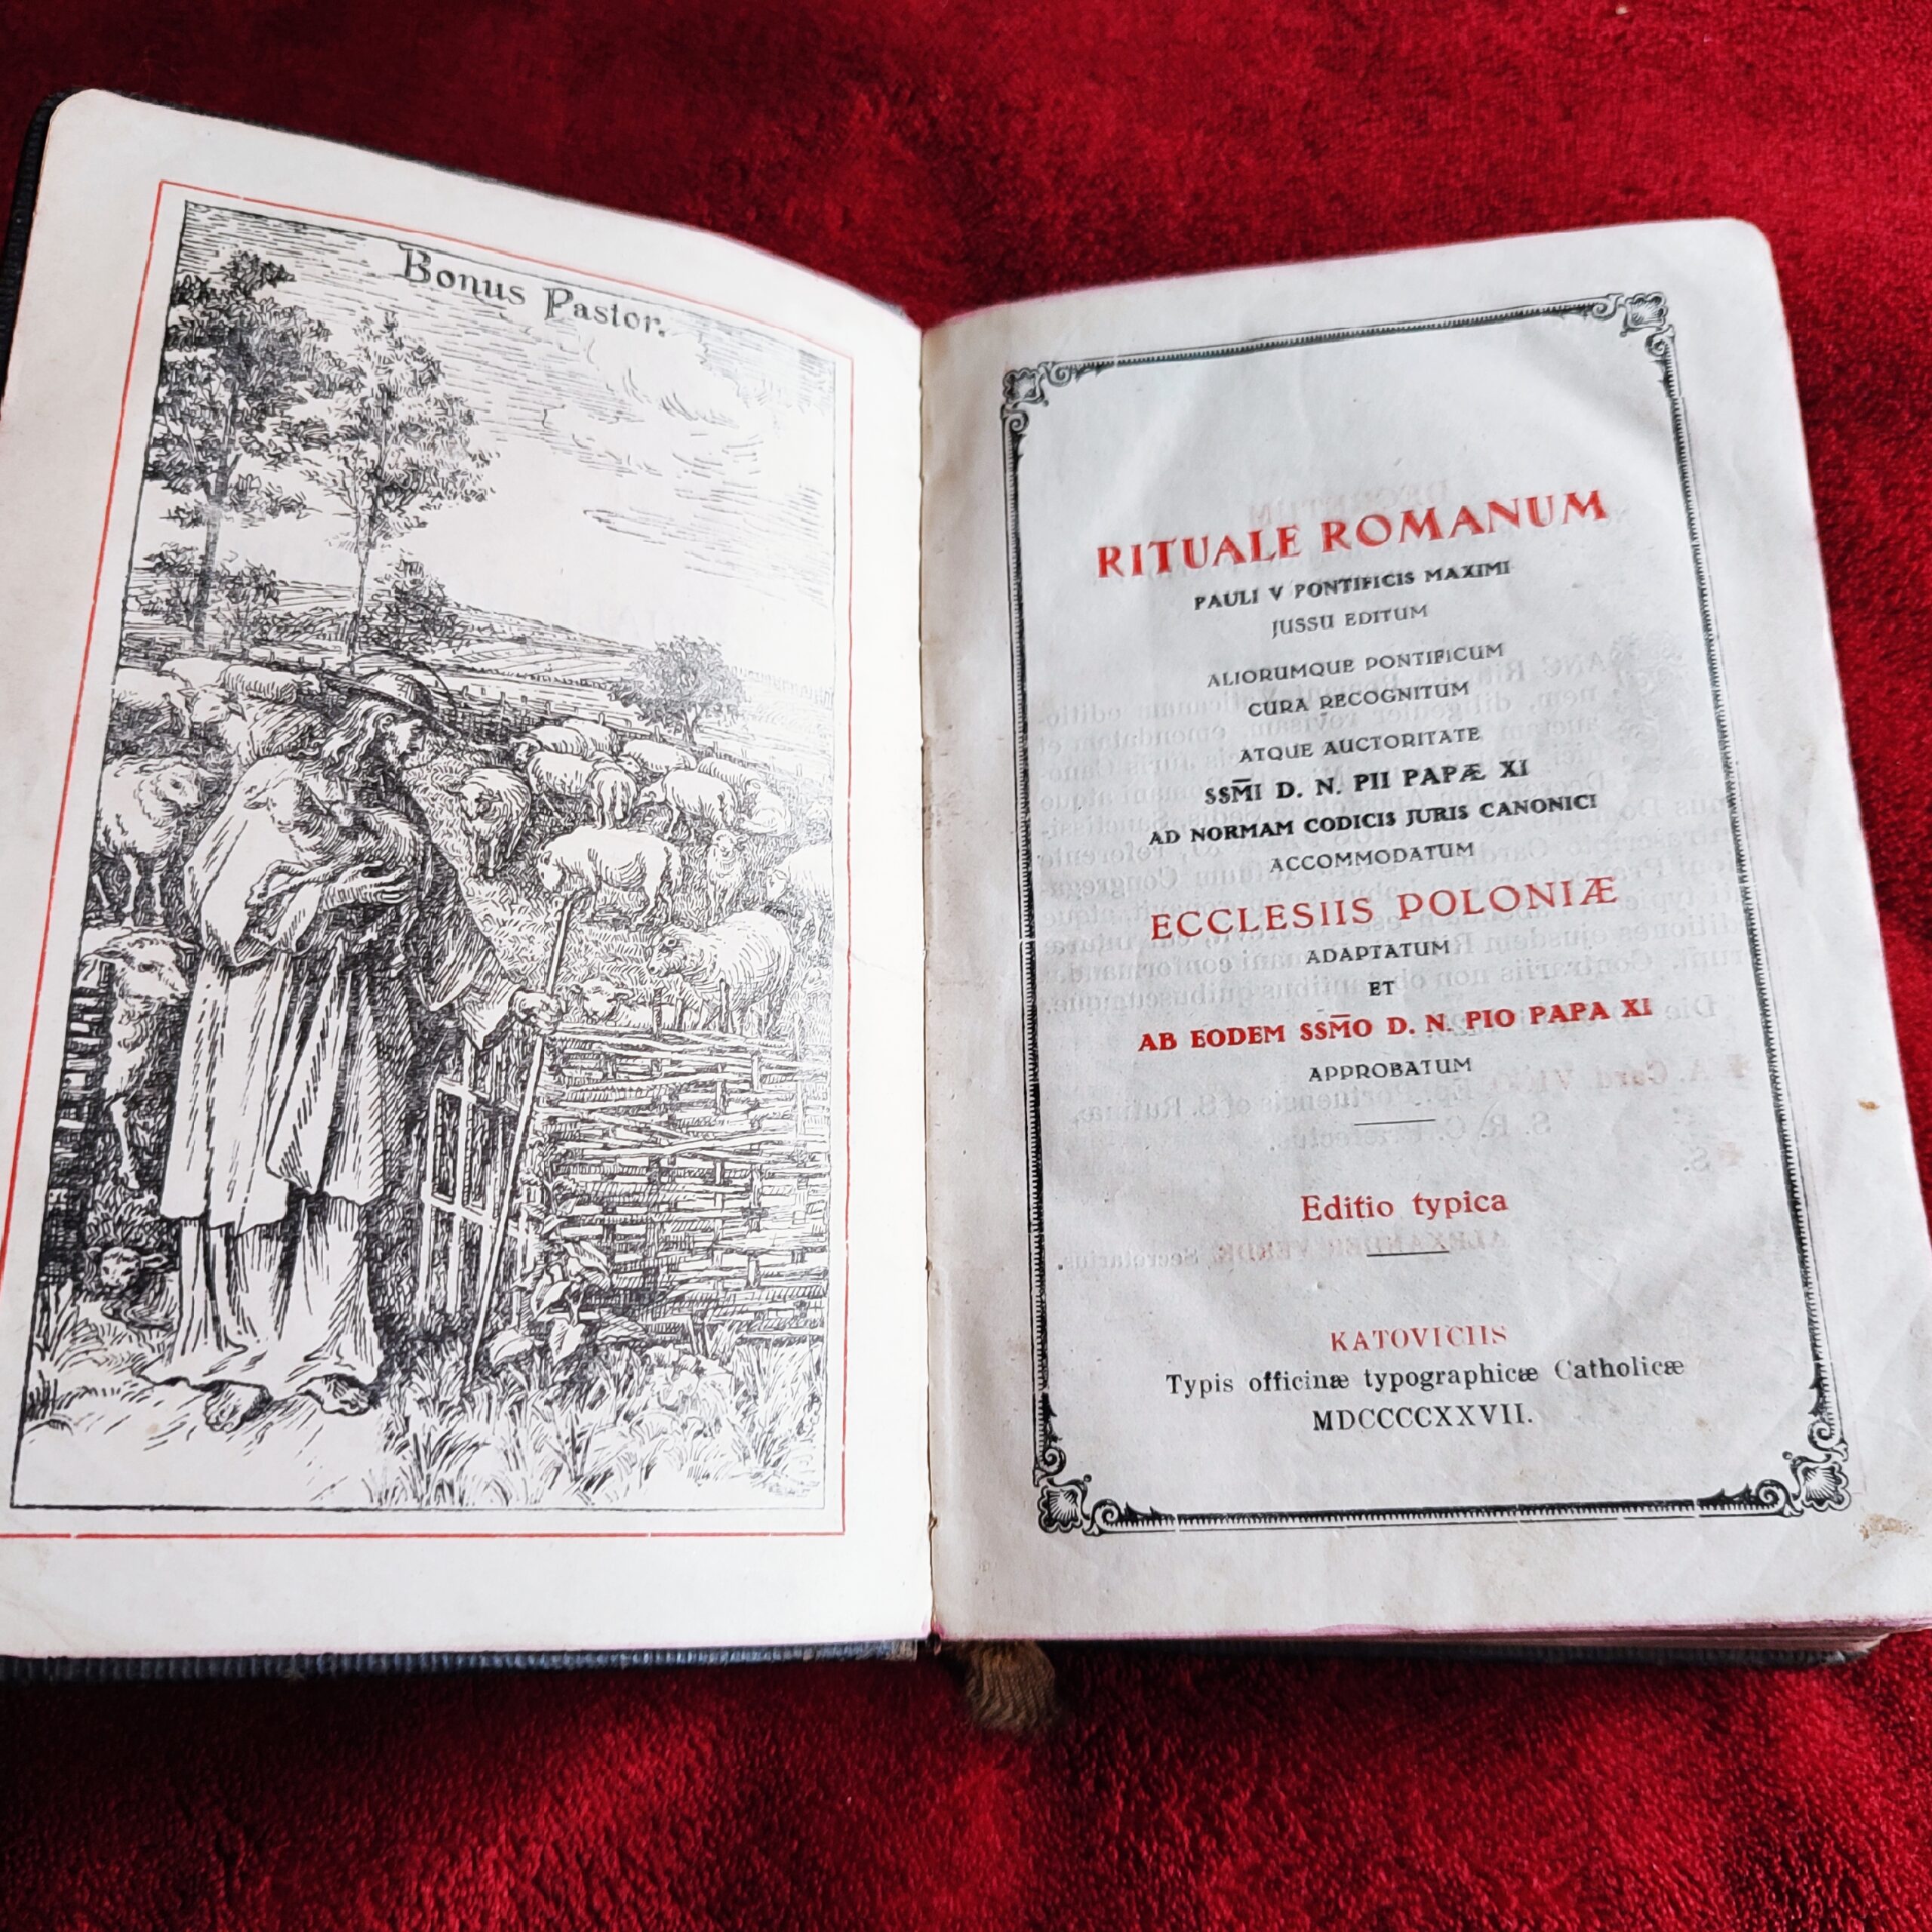 Bonus Pastor.
RITUALE ROMANUM
PAULI V PONTIFICIS MAXIMI
JUSSU EDITUM
ALIORUMQUE PONTIFICUM
CURA RECOGNITUM
ATQUE AUCTORITATE
SSM̅I D. N. PII PAPÆ XI
AD NORMAM CODICIS JURIS CANONICI
ACCOMMODATUM
ECCLESIIS POLONIÆ
ADAPTATUM
ET
AB EODEM SSM̅O D. N. PIO PAPA XI
APPROBATUM
Editio typica
KATOVICIIS
Typis officinæ typographicæ Catholicæ
MDCCCCXXVII.